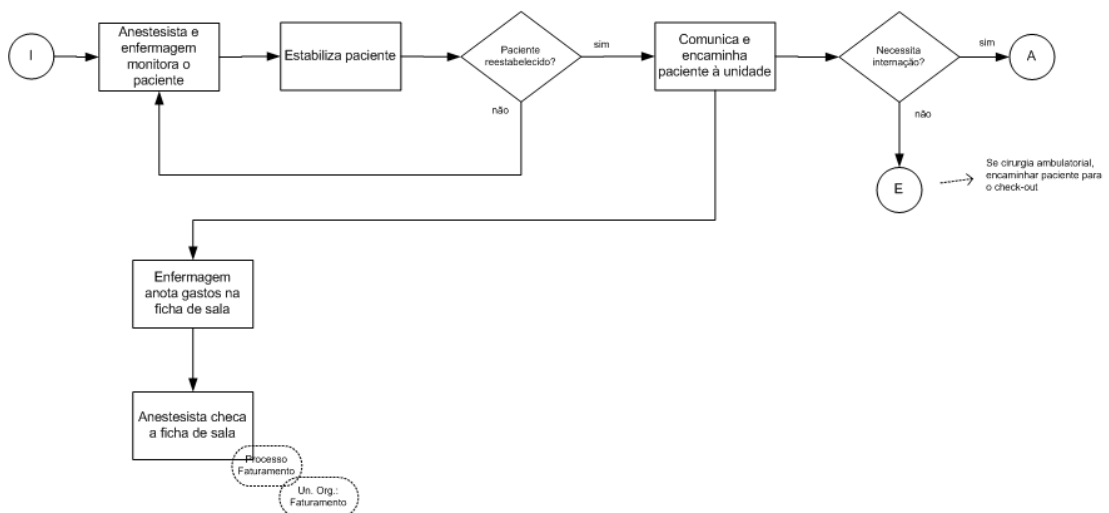 I
Anestesista e
enfermagem
monitora o
paciente
Estabiliza paciente
Paciente
reestabelecido?
sim
não
Comunica e
encaminha
paciente à unidade
Necessita
internação?
sim
A
não
E
Se cirurgia ambulatorial,
encaminhar paciente para
o check-out
Enfermagem
anota gastos na
ficha de sala
Anestesista checa
a ficha de sala
Processo
Faturamento
Un. Org.:
Faturamento